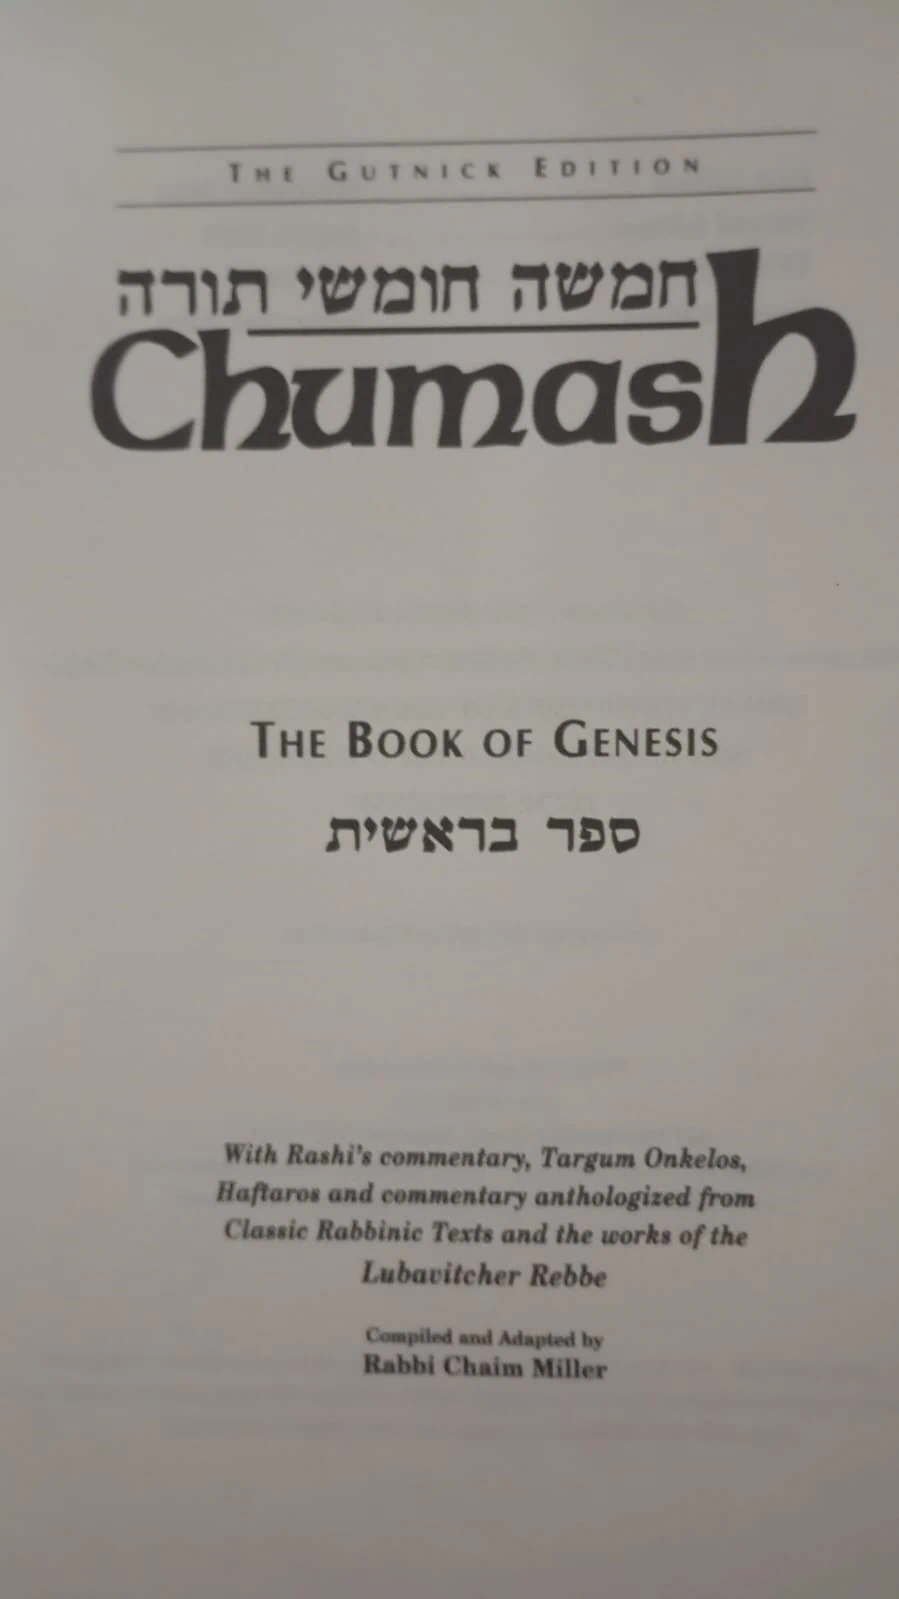 The Gutnick Edition
חמשה חומשי תורה
Chumash
The Book of Genesis
ספר בראשית
With Rashi's commentary, Targum Onkelos,
Haftaros and commentary anthologized from
Classic Rabbinic Texts and the works of the
Lubavitcher Rebbe
Compiled and Adapted by
Rabbi Chaim Miller